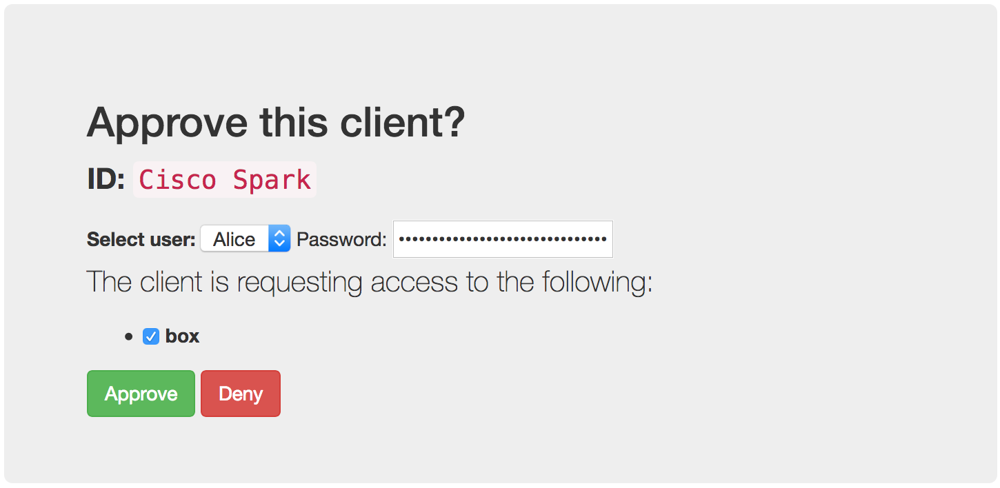 Approve this client?
ID: Cisco Spark
Select user: Alice Password: •••••••••••••••••••••••••••••••
The client is requesting access to the following:
• box
Approve Deny